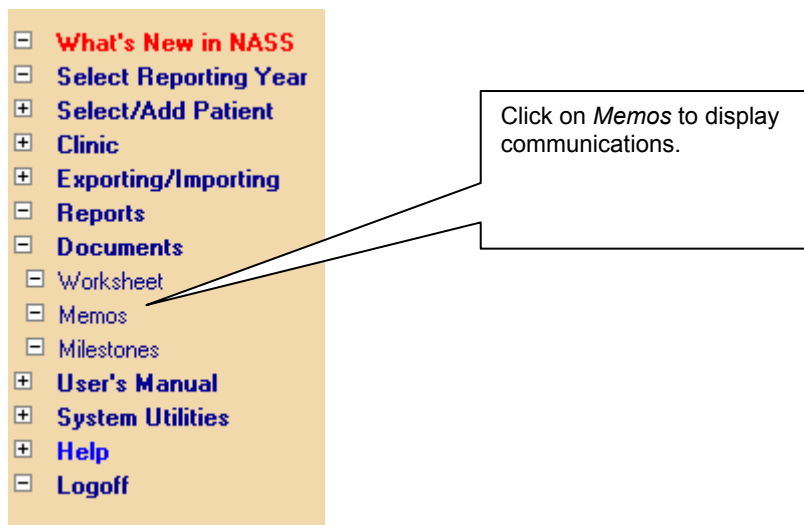 What's New in NASS
Select Reporting Year
Select/Add Patient
Clinic
Exporting/Importing
Reports
Documents
Worksheet
Memos
Milestones
User's Manual
System Utilities
Help
Logoff
Click on Memos to display
communications.